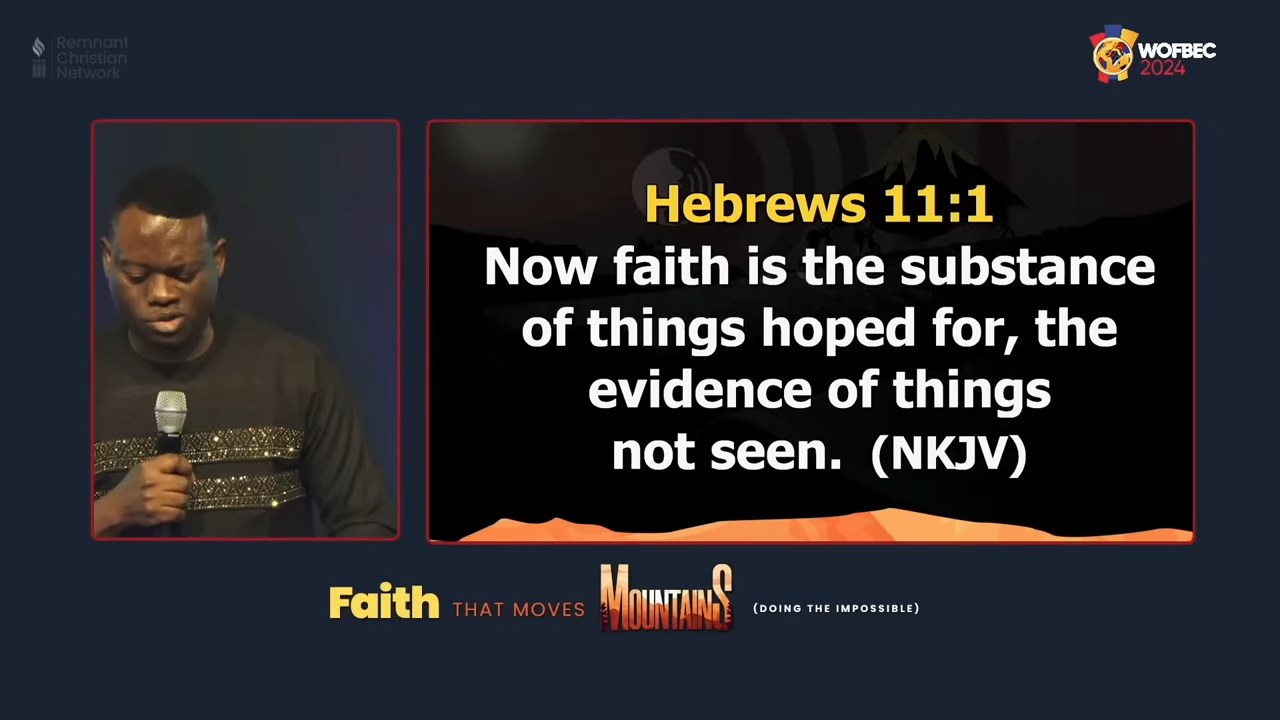 Remnant
Christian
Network
WOFBEC
2024
Hebrews 11:1
Now faith is the substance
of things hoped for, the
evidence of things
not seen. (NKJV)
Faith THAT MOVES MOUNTAINS (DOING THE IMPOSSIBLE)